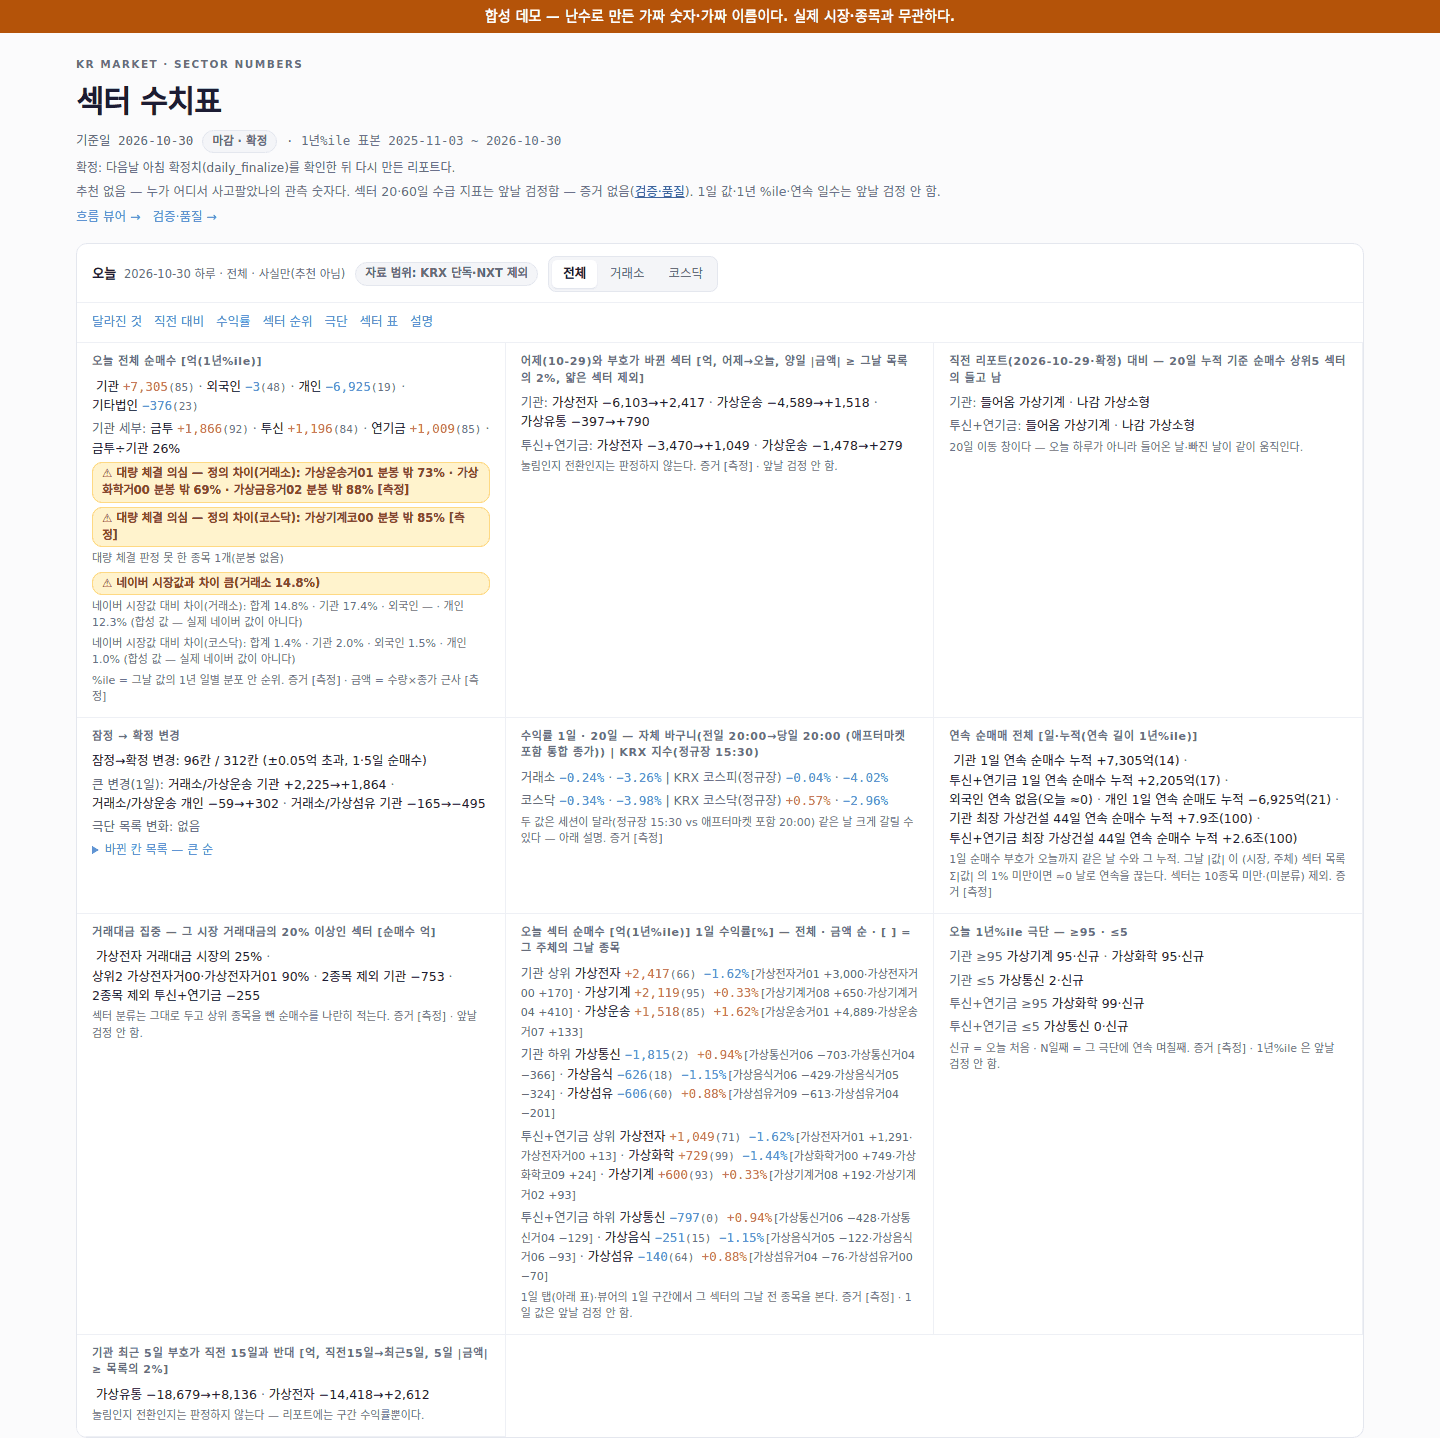 합성 데모 — 난수로 만든 가짜 숫자·가짜 이름이다. 실제 시장·종목과 무관하다.
KR MARKET · SECTOR NUMBERS
섹터 수치표
기준일 2026-10-30 마감 · 확정 · 1년%ile 표본 2025-11-03 ~ 2026-10-30
확정: 다음날 아침 확정치(daily_finalize)를 확인한 뒤 다시 만든 리포트다.
추천 없음 — 누가 어디서 사고팔았나의 관측 숫자다. 섹터 20·60일 수급 지표는 앞날 검정함 — 증거 없음(검증·품질). 1일 값·1년 %ile·연속 일수는 앞날 검정 안 함.
흐름 뷰어 → 검증·품질 →
오늘 2026-10-30 하루 · 전체 · 사실만(추천 아님) 자료 범위: KRX 단독·NXT 제외 전체 거래소 코스닥
달라진 것 직전 대비 수익률 섹터 순위 극단 섹터 표 설명
오늘 전체 순매수 [억(1년%ile)]
기관 +7,305(85) · 외국인 −3(48) · 개인 −6,925(19) ·
기타법인 −376(23)
기관 세부: 금투 +1,866(92) · 투신 +1,196(84) · 연기금 +1,009(85) ·
금투÷기관 26%
⚠ 대량 체결 의심 — 정의 차이(거래소): 가상운송거01 분봉 밖 73% · 가상
화학거00 분봉 밖 69% · 가상금융거02 분봉 밖 88% [측정]
⚠ 대량 체결 의심 — 정의 차이(코스닥): 가상기계코00 분봉 밖 85% [측
정]
대량 체결 판정 못 한 종목 1개(분봉 없음)
⚠ 네이버 시장값과 차이 큼(거래소 14.8%)
네이버 시장값 대비 차이(거래소): 합계 14.8% · 기관 17.4% · 외국인 — · 개인
12.3% (합성 값 — 실제 네이버 값이 아니다)
네이버 시장값 대비 차이(코스닥): 합계 1.4% · 기관 2.0% · 외국인 1.5% · 개인
1.0% (합성 값 — 실제 네이버 값이 아니다)
%ile = 그날 값의 1년 일별 분포 안 순위. 증거 [측정] · 금액 = 수량×종가 근사 [측
정]
어제(10-29)와 부호가 바뀐 섹터 [억, 어제→오늘, 양일 |금액| ≥ 그날 목록
의 2%, 얇은 섹터 제외]
기관: 가상전자 −6,103→+2,417 · 가상운송 −4,589→+1,518 ·
가상유통 −397→+790
투신+연기금: 가상전자 −3,470→+1,049 · 가상운송 −1,478→+279
눌림인지 전환인지는 판정하지 않는다. 증거 [측정] · 앞날 검정 안 함.
직전 리포트(2026-10-29·확정) 대비 — 20일 누적 기준 순매수 상위5 섹터
의 들고 남
기관: 들어옴 가상기계 · 나감 가상소형
투신+연기금: 들어옴 가상기계 · 나감 가상소형
20일 이동 창이다 — 오늘 하루가 아니라 들어온 날·빠진 날이 같이 움직인다.
잠정 → 확정 변경
잠정→확정 변경: 96칸 / 312칸 (±0.05억 초과, 1·5일 순매수)
큰 변경(1일): 거래소/가상운송 기관 +2,225→+1,864 ·
거래소/가상운송 개인 −59→+302 · 거래소/가상섬유 기관 −165→−495
극단 목록 변화: 없음
▶ 바뀐 칸 목록 — 큰 순
수익률 1일 · 20일 — 자체 바구니(전일 20:00→당일 20:00 (애프터마켓
포함 통합 종가)) | KRX 지수(정규장 15:30)
거래소 −0.24% · −3.26% | KRX 코스피(정규장) −0.04% · −4.02%
코스닥 −0.34% · −3.98% | KRX 코스닥(정규장) +0.57% · −2.96%
두 값은 세션이 달라(정규장 15:30 vs 애프터마켓 포함 20:00) 같은 날 크게 갈릴 수
있다 — 아래 설명. 증거 [측정]
연속 순매매 전체 [일·누적(연속 길이 1년%ile)]
기관 1일 연속 순매수 누적 +7,305억(14) ·
투신+연기금 1일 연속 순매수 누적 +2,205억(17) ·
외국인 연속 없음(오늘 ≈0) · 개인 1일 연속 순매도 누적 −6,925억(21) ·
기관 최장 가상건설 44일 연속 순매수 누적 +7.9조(100) ·
투신+연기금 최장 가상건설 44일 연속 순매수 누적 +2.6조(100)
1일 순매수 부호가 오늘까지 같은 날 수와 그 누적. 그날 |값| 이 (시장, 주체) 섹터 목록
Σ|값| 의 1% 미만이면 ≈0 날로 연속을 끊는다. 섹터는 10종목 미만·(미분류) 제외. 증
거 [측정]
거래대금 집중 — 그 시장 거래대금의 20% 이상인 섹터 [순매수 억]
가상전자 거래대금 시장의 25% ·
상위2 가상전자거00·가상전자거01 90% · 2종목 제외 기관 −753 ·
2종목 제외 투신+연기금 −255
섹터 분류는 그대로 두고 상위 종목을 뺀 순매수를 나란히 적는다. 증거 [측정] · 앞날
검정 안 함.
오늘 섹터 순매수 [억(1년%ile)] 1일 수익률[%] — 전체 · 금액 순 · [ ] =
그 주체의 그날 종목
기관 상위 가상전자 +2,417(66) −1.62%[가상전자거01 +3,000·가상전자거
00 +170] · 가상기계 +2,119(95) +0.33%[가상기계거08 +650·가상기계거
04 +410] · 가상운송 +1,518(85) +1.62%[가상운송거01 +4,889·가상운송
거07 +133]
기관 하위 가상통신 −1,815(2) +0.94%[가상통신거06 −703·가상통신거04
−366] · 가상음식 −626(18) −1.15%[가상음식거06 −429·가상음식거05
−324] · 가상섬유 −606(60) +0.88%[가상섬유거09 −613·가상섬유거04
−201]
투신+연기금 상위 가상전자 +1,049(71) −1.62%[가상전자거01 +1,291·
가상전자거00 +13] · 가상화학 +729(99) −1.44%[가상화학거00 +749·가상
화학코09 +24] · 가상기계 +600(93) +0.33%[가상기계거08 +192·가상기계
거02 +93]
투신+연기금 하위 가상통신 −797(0) +0.94%[가상통신거06 −428·가상통
신거04 −129] · 가상음식 −251(15) −1.15%[가상음식거05 −122·가상음식
거06 −93] · 가상섬유 −140(64) +0.88%[가상섬유거04 −76·가상섬유거00
−70]
1일 탭(아래 표)·뷰어의 1일 구간에서 그 섹터의 그날 전 종목을 본다. 증거 [측정] · 1
일 값은 앞날 검정 안 함.
오늘 1년%ile 극단 — ≥95 · ≤5
기관 ≥95 가상기계 95·신규 · 가상화학 95·신규
기관 ≤5 가상통신 2·신규
투신+연기금 ≥95 가상화학 99·신규
투신+연기금 ≤5 가상통신 0·신규
신규 = 오늘 처음 · N일째 = 그 극단에 연속 며칠째. 증거 [측정] · 1년%ile 은 앞날
검정 안 함.
기관 최근 5일 부호가 직전 15일과 반대 [억, 직전15일→최근5일, 5일 |금액|
≥ 목록의 2%]
가상유통 −18,679→+8,136 · 가상전자 −14,418→+2,612
눌림인지 전환인지는 판정하지 않는다 — 리포트에는 구간 수익률뿐이다.